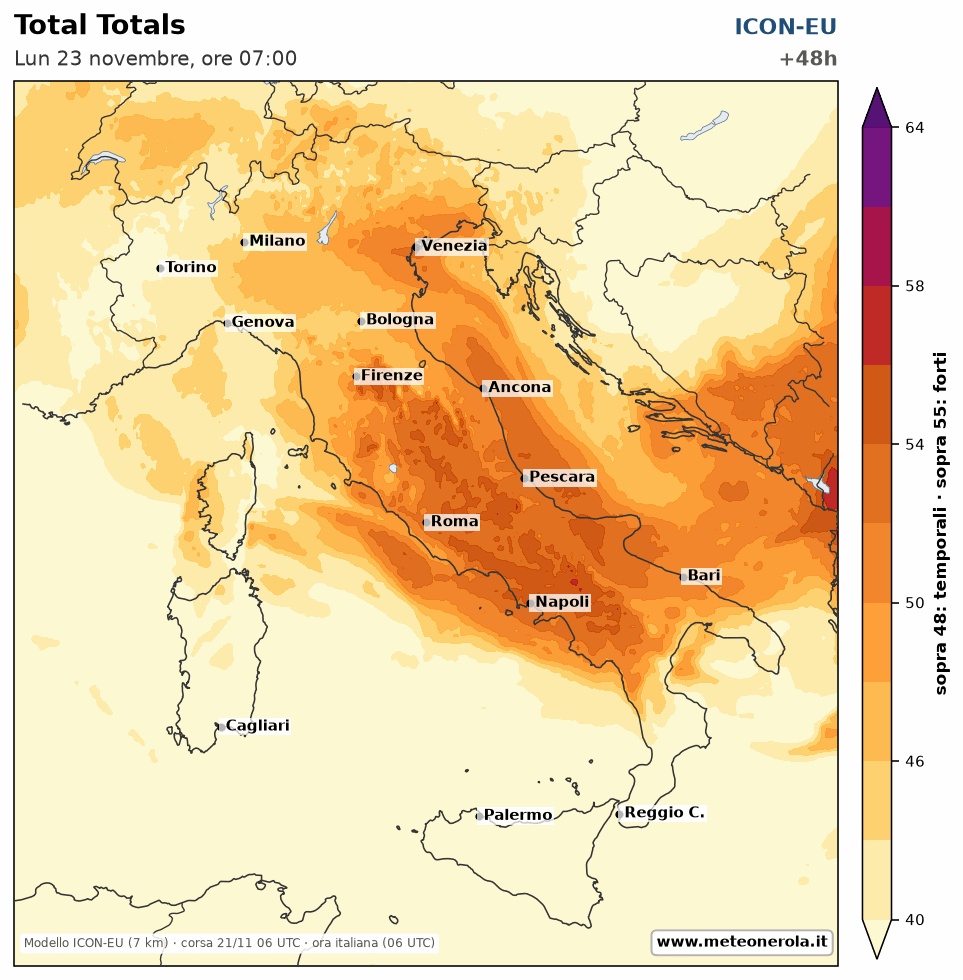 Total Totals
ICON-EU
Lun 23 novembre, ore 07:00
+48h
64
58
54
50
46
40
sopra 48: temporali · sopra 55: forti
Milano
Venezia
Torino
Genova
Bologna
Firenze
Ancona
Pescara
Roma
Bari
Napoli
Cagliari
Palermo
Reggio C.
Modello ICON-EU (7 km) · corsa 21/11 06 UTC · ora italiana (06 UTC)
www.meteonerola.it